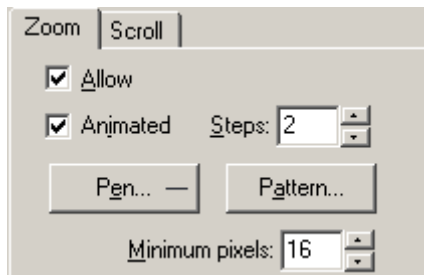 Zoom Scroll
Allow
Animated Steps: 2
Pen... Pattern...
Minimum pixels: 16